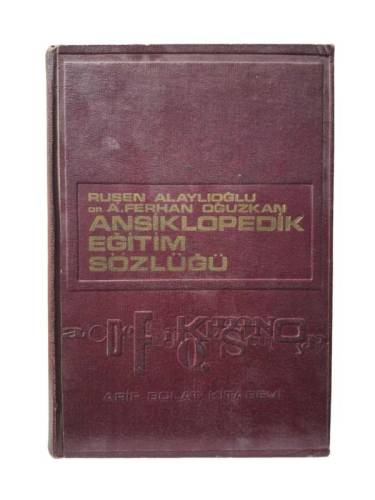 RUŞEN ALAYLIOĞLU
DR A.FERHAN OĞUZKAN
ANSİKLOPEDİK
EĞİTİM
SÖZLÜĞÜ
ARİF BOLAT KİTABEVİ